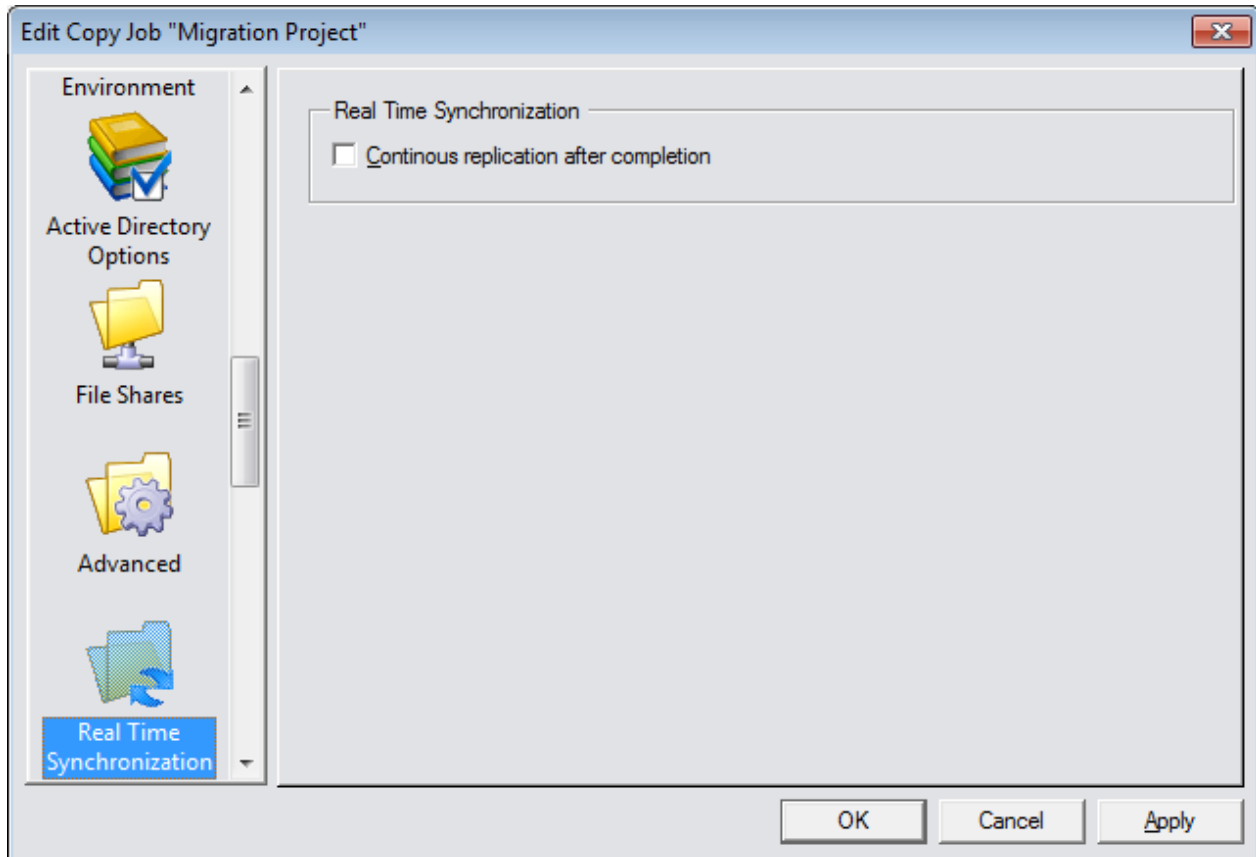 Edit Copy Job "Migration Project"
Environment
Active Directory
Options
File Shares
Advanced
Real Time
Synchronization
Real Time Synchronization
Continous replication after completion
OK
Cancel
Apply